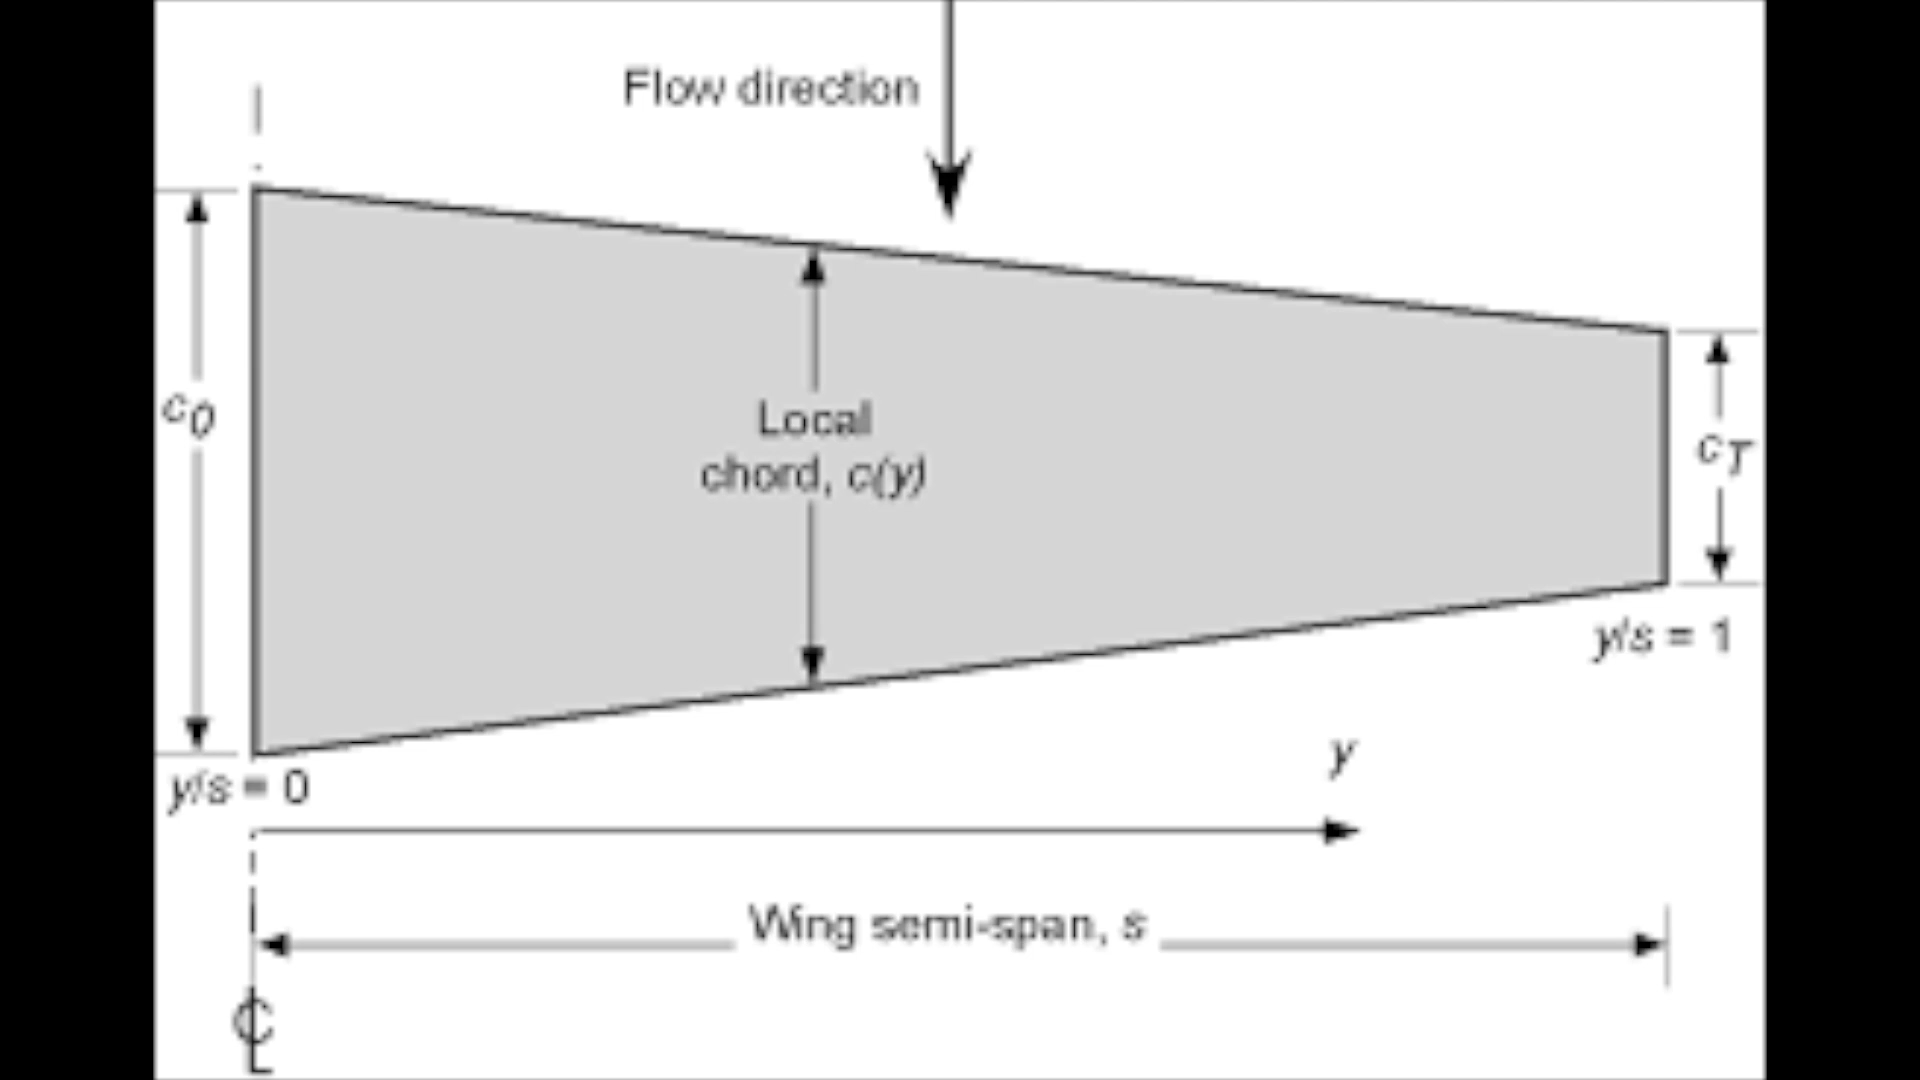 Flow direction
c0
Local
chord, c(y)
cT
y/s = 1
y/s = 0
y
Wing semi-span, s
℄